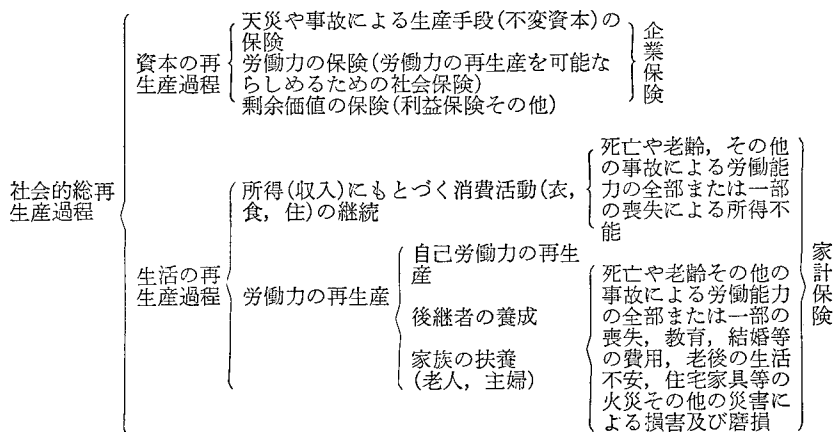 社会的総再
生産過程
資本の再
生産過程
天災や事故による生産手段(不変資本)の
保険
労働力の保険(労働力の再生産を可能な
らしめるための社会保険)
剰余価値の保険(利益保険その他)
企業保険
生活の再
生産過程
所得(収入)にもとづく消費活動(衣,
食, 住)の継続
死亡や老齢, その他
の事故による労働能
力の全部または一部
の喪失による所得不
能
労働力の再生産
自己労働力の再生
産
後継者の養成
家族の扶養
(老人, 主婦)
死亡や老齢その他の
事故による労働能力
の全部または一部の
喪失, 教育, 結婚等
の費用, 老後の生活
不安, 住宅家具等の
火災その他の災害に
よる損害及び磨損
家計保険